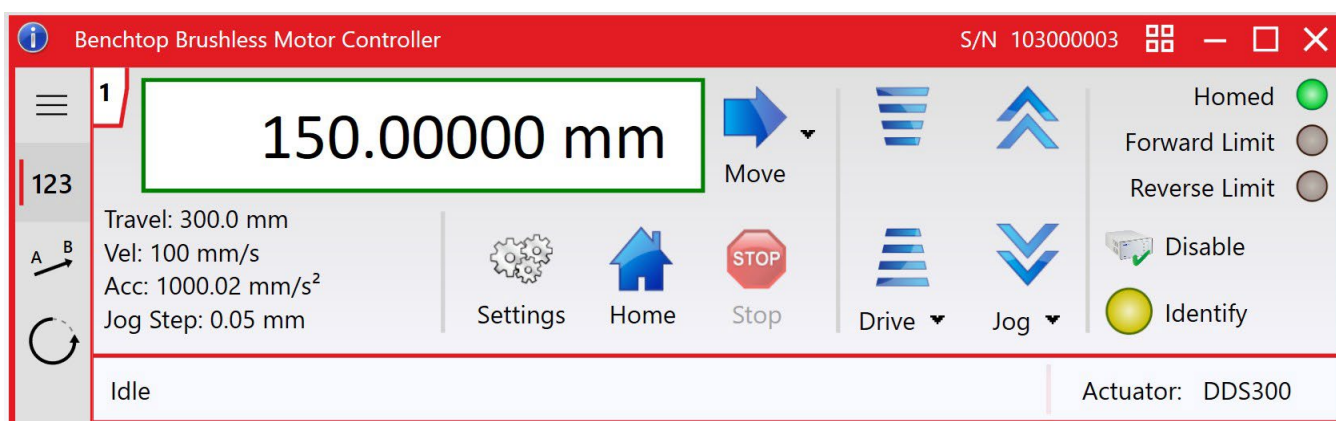 Benchtop Brushless Motor Controller S/N 103000003
1
150.00000 mm
Move
Homed
Forward Limit
Reverse Limit
123
Travel: 300.0 mm
Vel: 100 mm/s
Acc: 1000.02 mm/s²
Jog Step: 0.05 mm
A B
Settings
Home
STOP
Stop
Drive
Jog
Disable
Identify
Idle
Actuator: DDS300